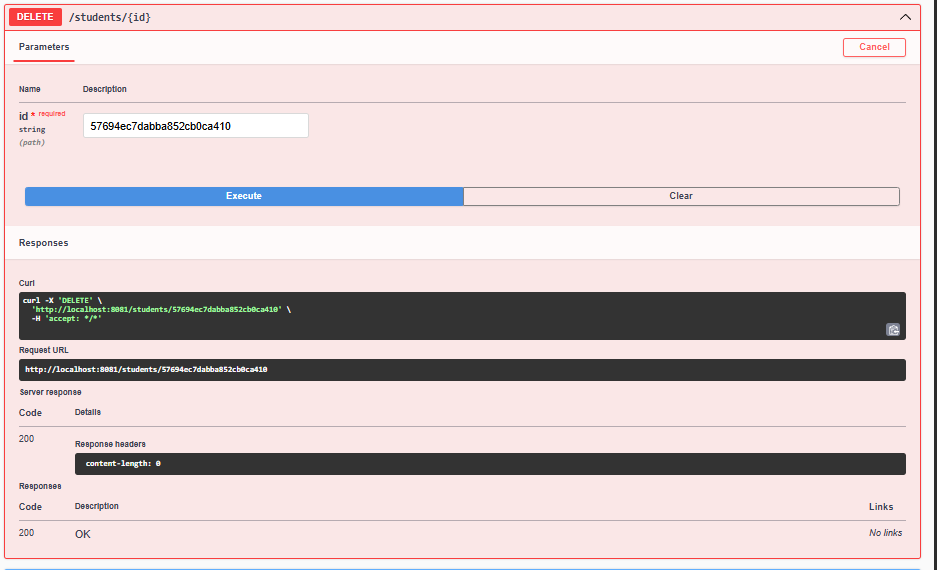 DELETE /students/{id}
Parameters
Cancel
Name Description
id * required
string
(path)
57694ec7dabba852cb0ca410
Execute Clear
Responses
Curl
curl -X 'DELETE' \
'http://localhost:8081/students/57694ec7dabba852cb0ca410' \
-H 'accept: */*'
Request URL
http://localhost:8081/students/57694ec7dabba852cb0ca410
Server response
Code Details
200
Response headers
content-length: 0
Responses
Code Description Links
200 OK No links